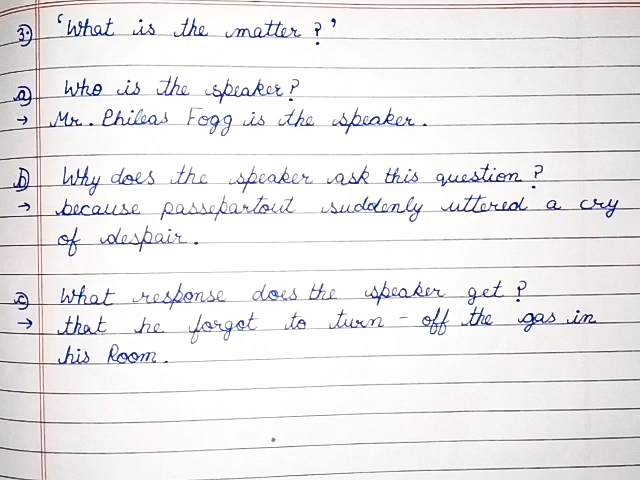 3) 'What is the matter ?'
a) Who is the speaker?
→ Mr. Phileas Fogg is the speaker.
b) Why does the speaker ask this question ?
→ because passepartout suddenly uttered a cry
of despair.
c) What response does the speaker get ?
→ that he forgot to turn - off the gas in
his Room.